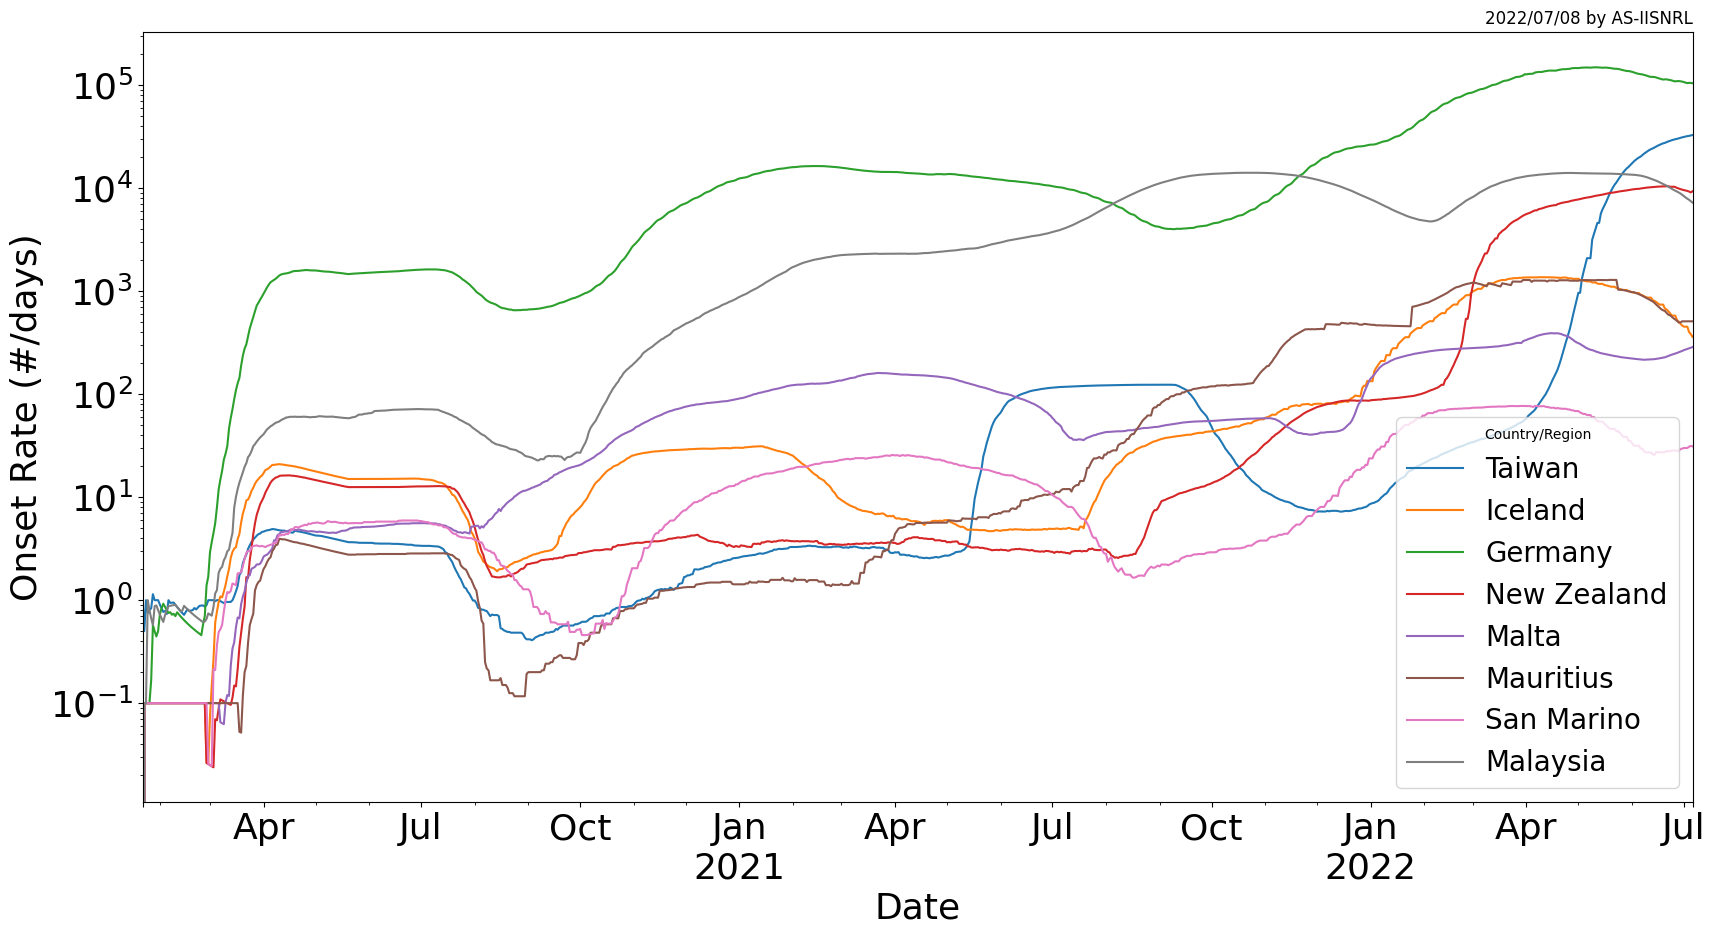 2022/07/08 by AS-IISNRL
Onset Rate (#/days)
10^5
10^4
10^3
10^2
10^1
10^0
10^−1
Country/Region
Taiwan
Iceland
Germany
New Zealand
Malta
Mauritius
San Marino
Malaysia
Apr Jul Oct Jan Apr Jul Oct Jan Apr Jul
2021 2022
Date